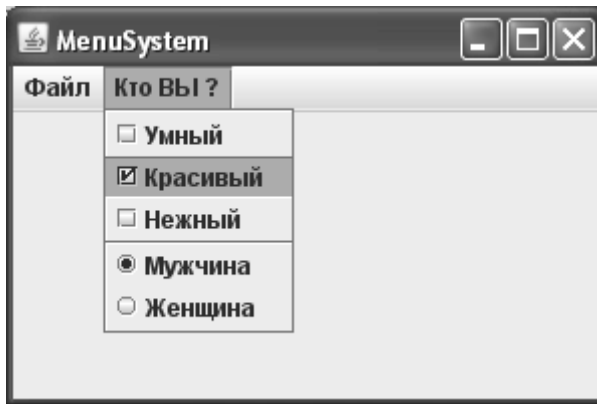 MenuSystem
Файл Кто ВЫ ?
Умный
Красивый
Нежный
Мужчина
Женщина